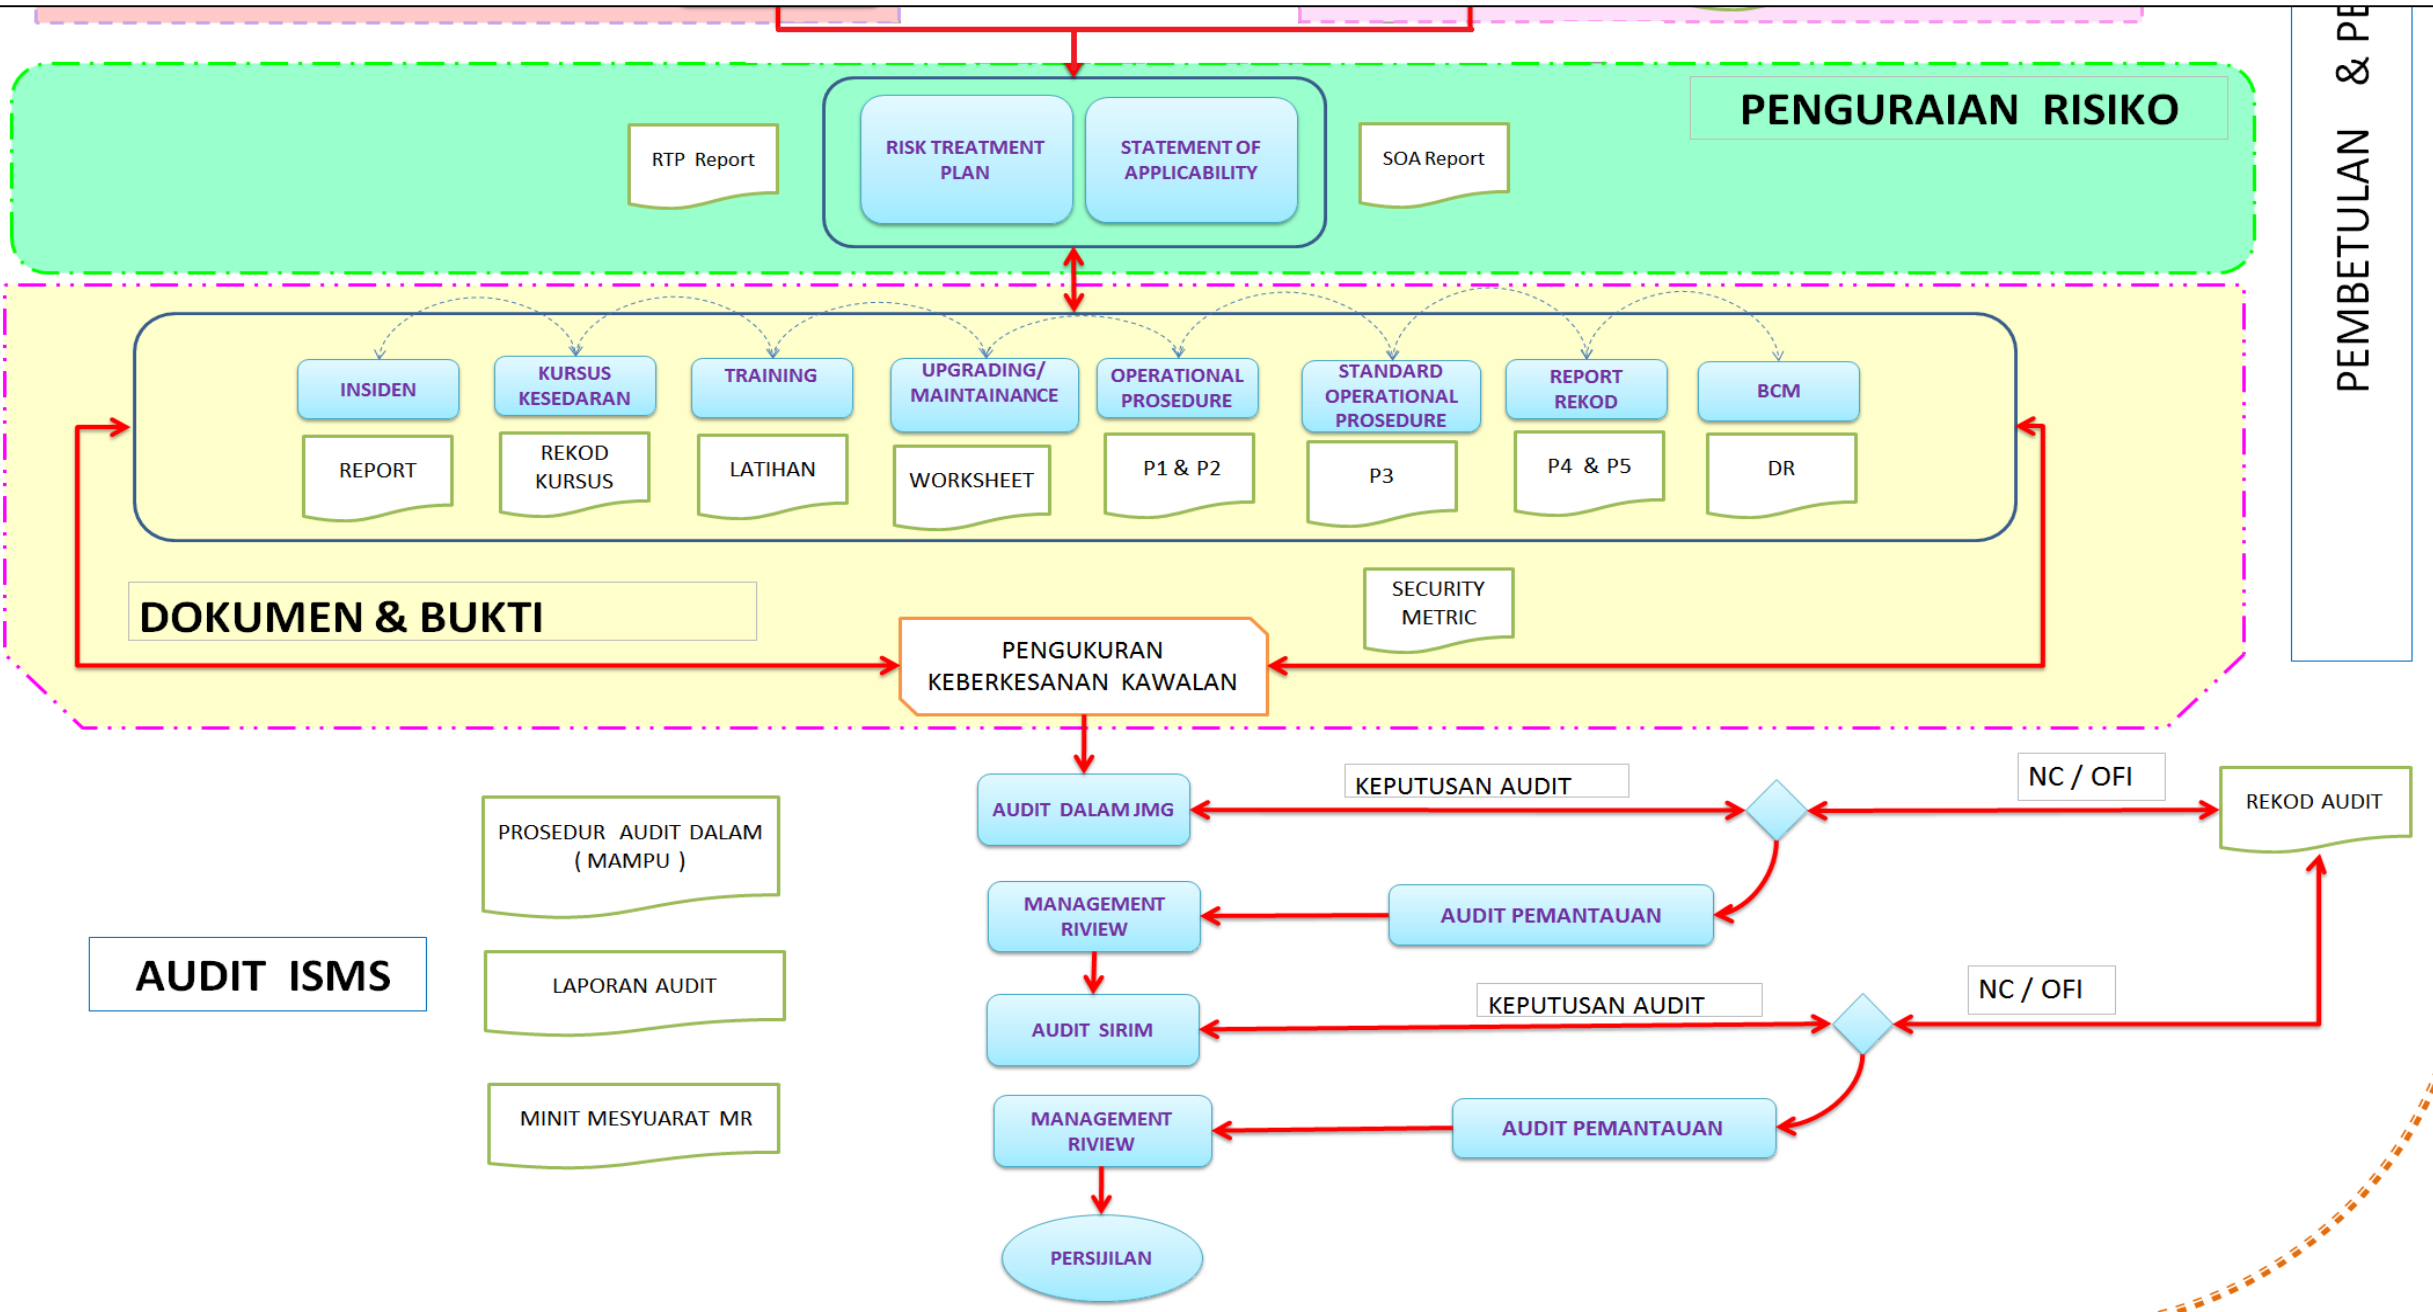 PENGURAIAN RISIKO
RTP Report
RISK TREATMENT
PLAN
STATEMENT OF
APPLICABILITY
SOA Report
PEMBETULAN &
INSIDEN
KURSUS
KESEDARAN
TRAINING
UPGRADING/
MAINTAINANCE
OPERATIONAL
PROSEDURE
STANDARD
OPERATIONAL
PROSEDURE
REPORT
REKOD
BCM
REPORT
REKOD
KURSUS
LATIHAN
WORKSHEET
P1 & P2
P3
P4 & P5
DR
DOKUMEN & BUKTI
SECURITY
METRIC
PENGUKURAN
KEBERKESANAN KAWALAN
AUDIT DALAM JMG
KEPUTUSAN AUDIT
NC / OFI
REKOD AUDIT
PROSEDUR AUDIT DALAM
( MAMPU )
MANAGEMENT
RIVIEW
AUDIT PEMANTAUAN
AUDIT ISMS
LAPORAN AUDIT
AUDIT SIRIM
KEPUTUSAN AUDIT
NC / OFI
MINIT MESYUARAT MR
MANAGEMENT
RIVIEW
AUDIT PEMANTAUAN
PERSIJILAN